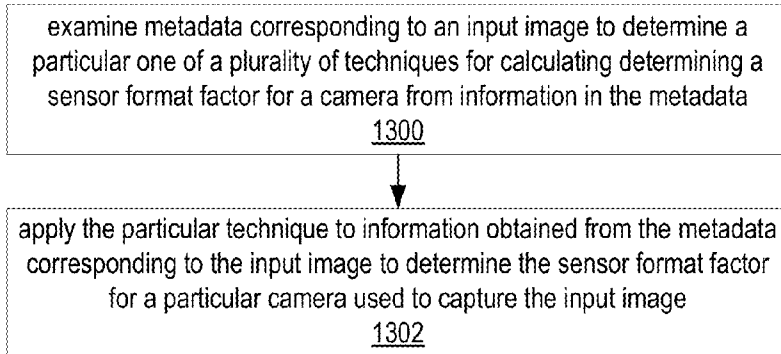 examine metadata corresponding to an input image to determine a
particular one of a plurality of techniques for calculating determining a
sensor format factor for a camera from information in the metadata
1300
apply the particular technique to information obtained from the metadata
corresponding to the input image to determine the sensor format factor
for a particular camera used to capture the input image
1302